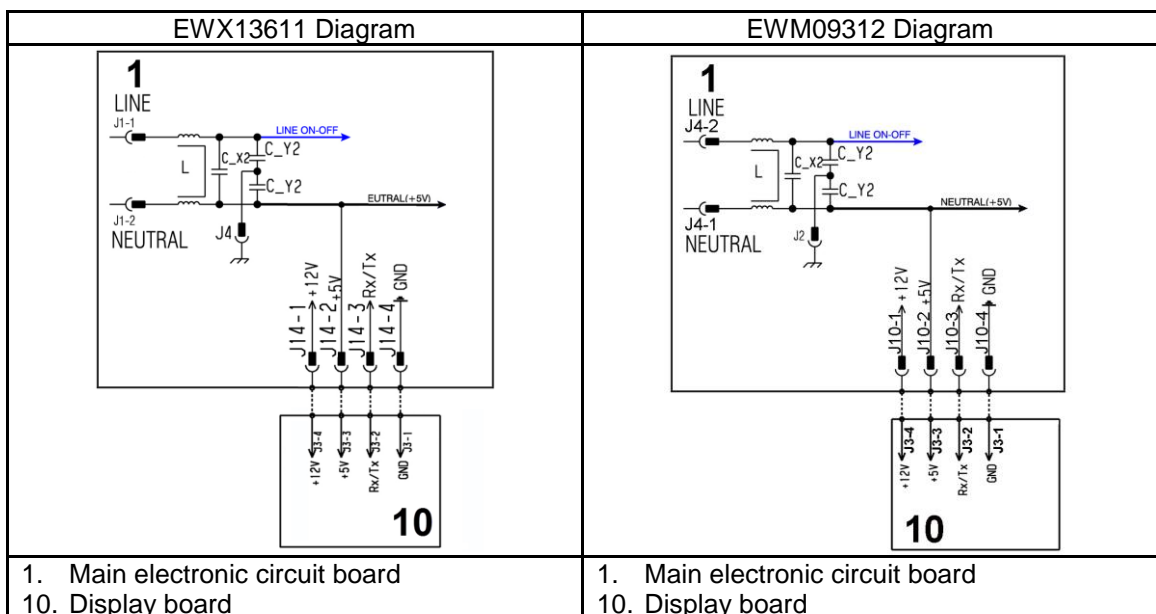 EWX13611 Diagram
1
LINE
J1-1
LINE ON-OFF
C_Y2
C_X2
L
C_Y2
EUTRAL(+5V)
J1-2
NEUTRAL
J4
J14-1
+12V
J14-2
+5V
J14-3
Rx/Tx
J14-4
GND
J3-4
+12V
J3-3
+5V
J3-2
Rx/Tx
J3-1
GND
10
1. Main electronic circuit board
10. Display board
EWM09312 Diagram
1
LINE
J4-2
LINE ON-OFF
C_Y2
C_X2
L
C_Y2
NEUTRAL(+5V)
J4-1
NEUTRAL
J2
J10-1
+12V
J10-2
+5V
J10-3
Rx/Tx
J10-4
GND
J3-4
+12V
J3-3
+5V
J3-2
Rx/Tx
J3-1
GND
10
1. Main electronic circuit board
10. Display board